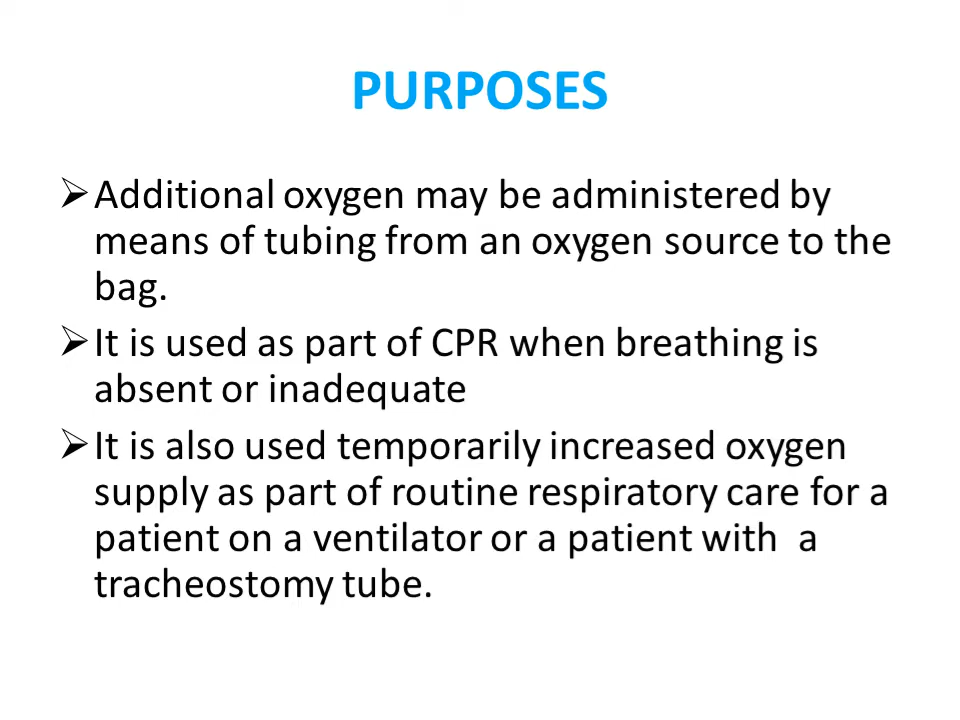 PURPOSES
➢Additional oxygen may be administered by
means of tubing from an oxygen source to the
bag.
➢It is used as part of CPR when breathing is
absent or inadequate
➢It is also used temporarily increased oxygen
supply as part of routine respiratory care for a
patient on a ventilator or a patient with  a
tracheostomy tube.